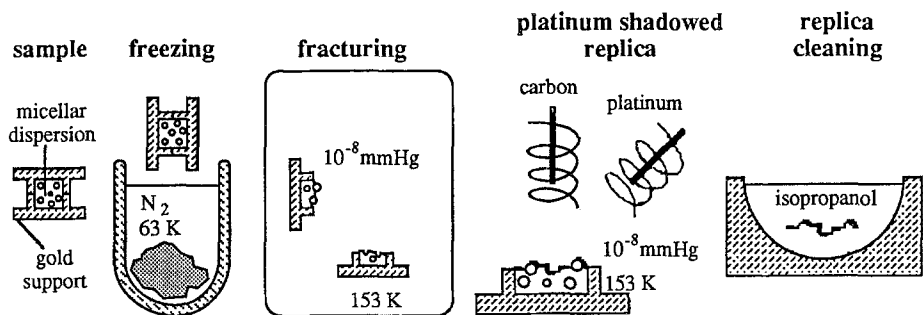 sample
freezing
fracturing
platinum shadowed
replica
replica
cleaning
micellar
dispersion
gold
support
N₂
63 K
10⁻⁸ mmHg
153 K
carbon
platinum
10⁻⁸ mmHg
153 K
isopropanol